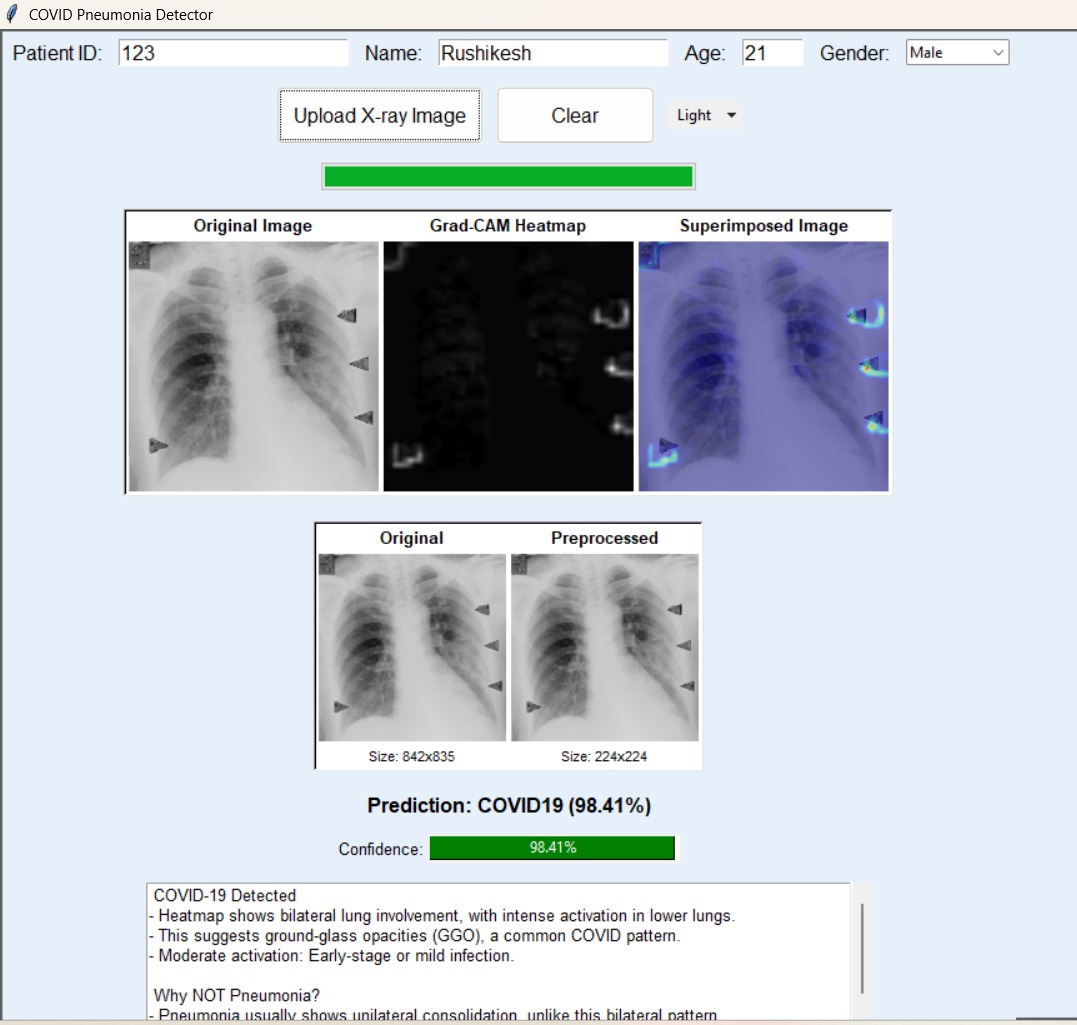 COVID Pneumonia Detector
Patient ID: 123 Name: Rushikesh Age: 21 Gender: Male
Upload X-ray Image Clear Light
Original Image Grad-CAM Heatmap Superimposed Image
Original Preprocessed
Size: 842x835 Size: 224x224
Prediction: COVID19 (98.41%)
Confidence: 98.41%
COVID-19 Detected
- Heatmap shows bilateral lung involvement, with intense activation in lower lungs.
- This suggests ground-glass opacities (GGO), a common COVID pattern.
- Moderate activation: Early-stage or mild infection.
Why NOT Pneumonia?
- Pneumonia usually shows unilateral consolidation, unlike this bilateral pattern